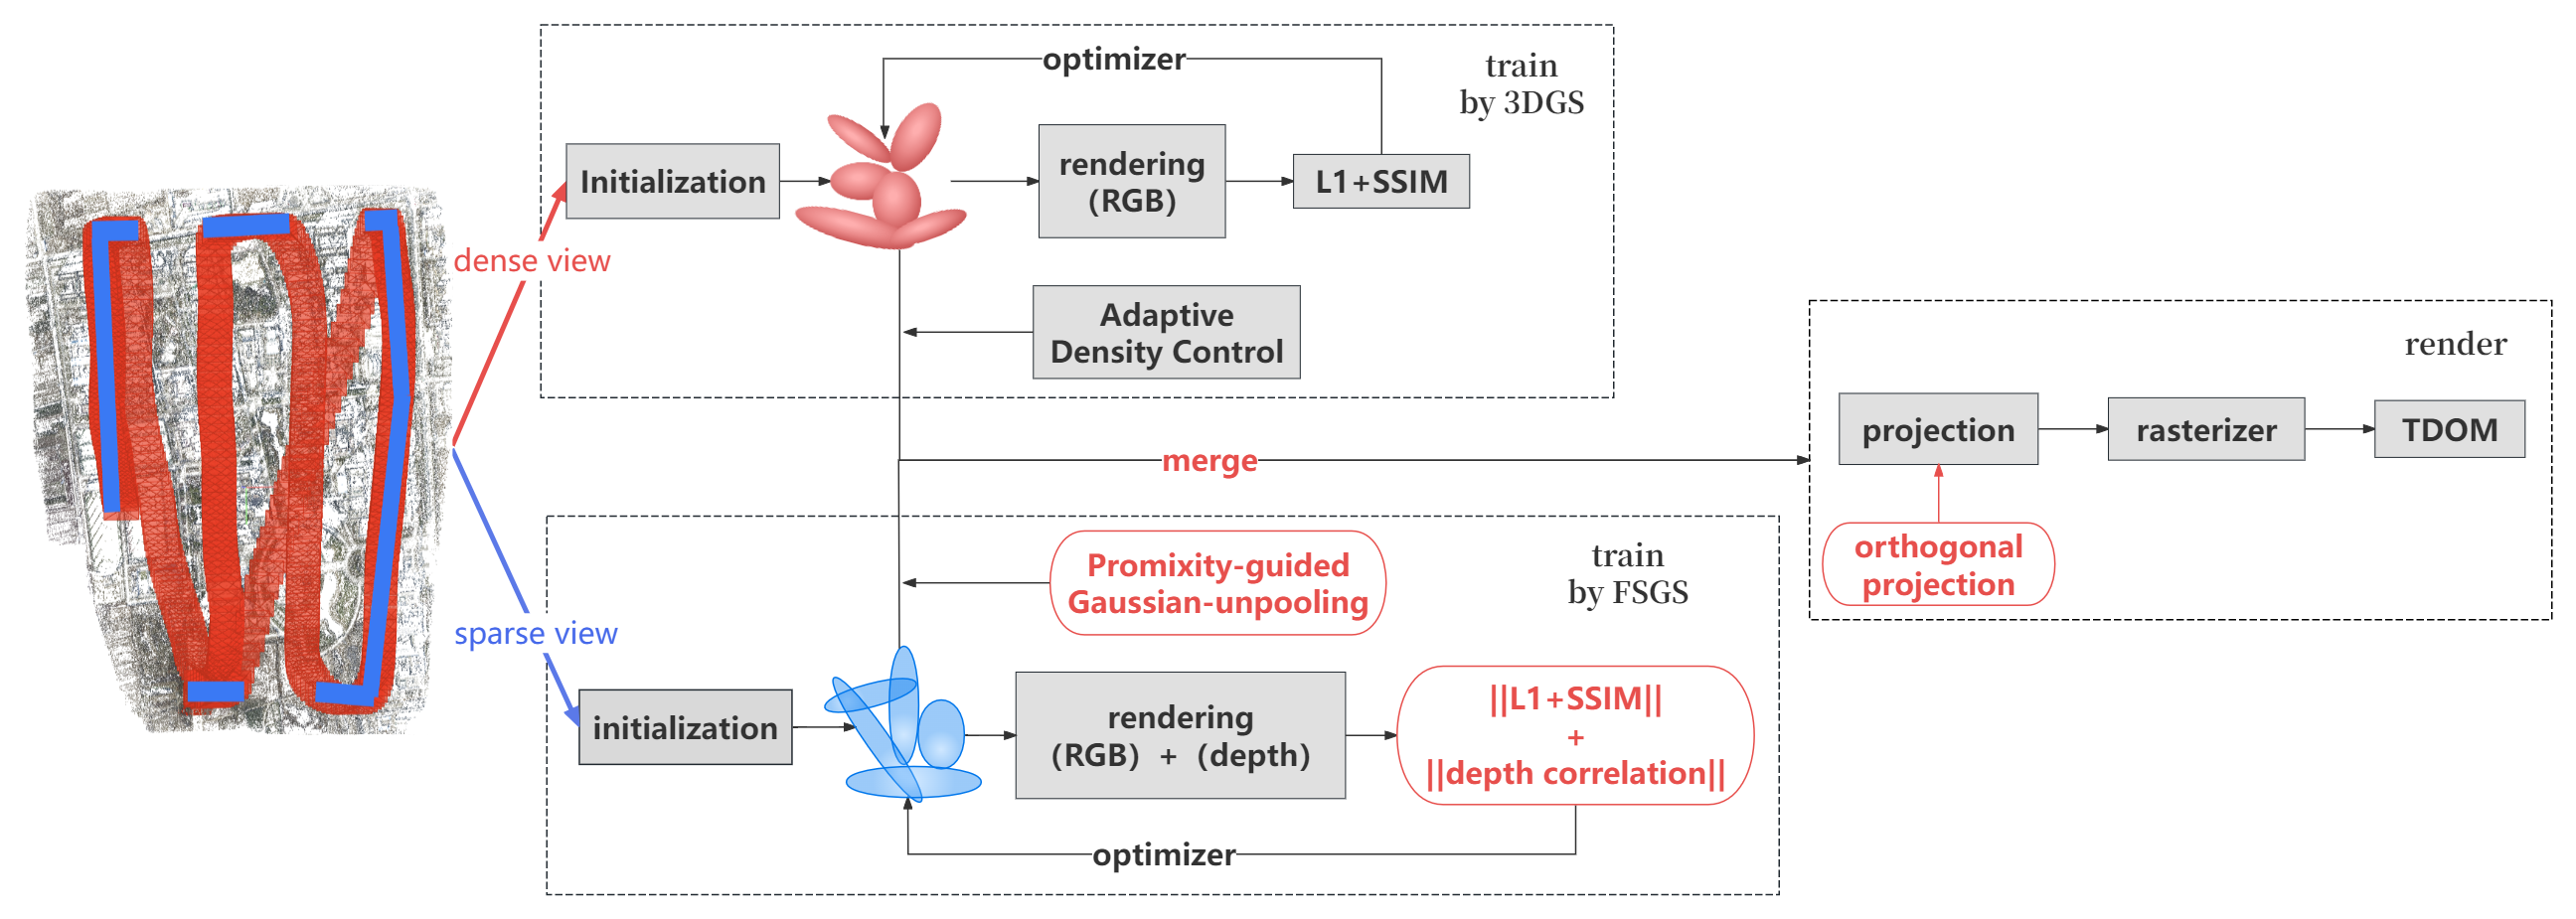 optimizer
train
by 3DGS
Initialization
rendering
(RGB)
L1+SSIM
dense view
Adaptive
Density Control
merge
render
projection
rasterizer
TDOM
orthogonal
projection
Promixity-guided
Gaussian-unpooling
train
by FSGS
sparse view
initialization
rendering
(RGB) + (depth)
||L1+SSIM||
+
||depth correlation||
optimizer